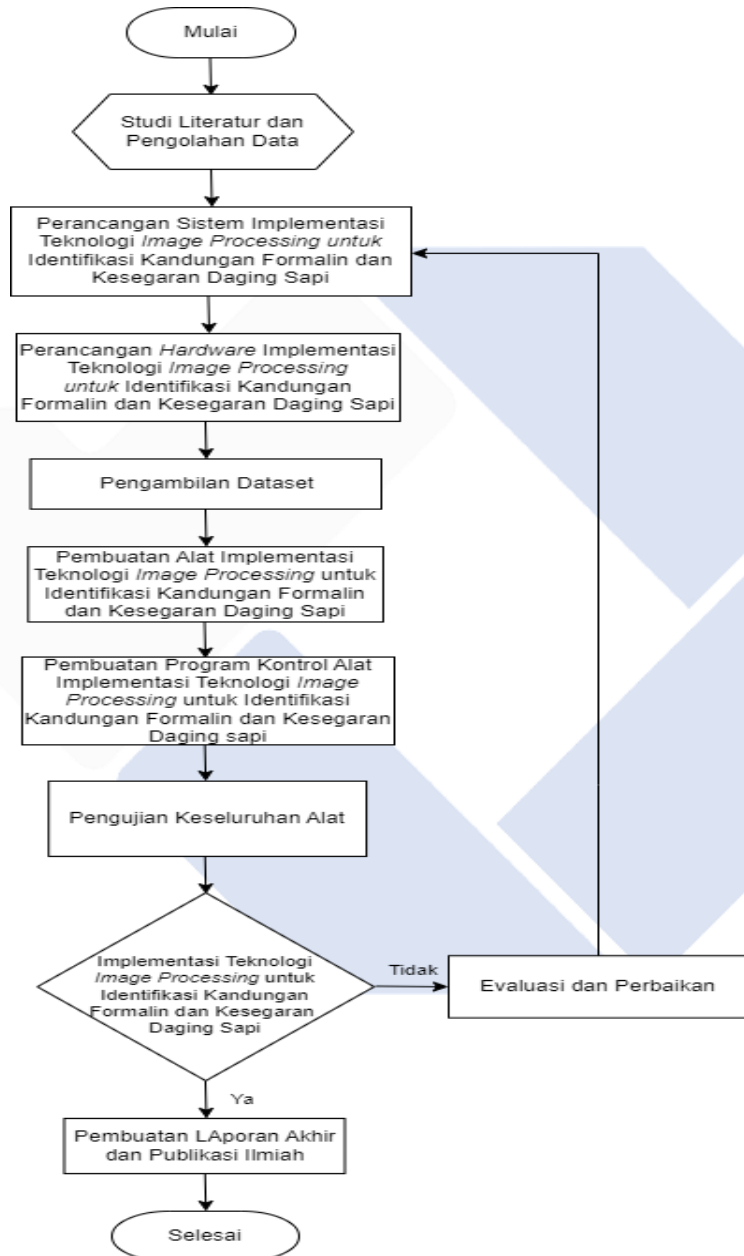 Mulai
Studi Literatur dan
Pengolahan Data
Perancangan Sistem Implementasi
Teknologi Image Processing untuk
Identifikasi Kandungan Formalin dan
Kesegaran Daging Sapi
Perancangan Hardware Implementasi
Teknologi Image Processing
untuk Identifikasi Kandungan
Formalin dan Kesegaran Daging Sapi
Pengambilan Dataset
Pembuatan Alat Implementasi
Teknologi Image Processing untuk
Identifikasi Kandungan Formalin
dan Kesegaran Daging Sapi
Pembuatan Program Kontrol Alat
Implementasi Teknologi Image
Processing untuk Identifikasi
Kandungan Formalin dan Kesegaran
Daging sapi
Pengujian Keseluruhan Alat
Implementasi Teknologi
Image Processing untuk
Identifikasi Kandungan
Formalin dan Kesegaran
Daging Sapi
Tidak
Evaluasi dan Perbaikan
Ya
Pembuatan LAporan Akhir
dan Publikasi Ilmiah
Selesai